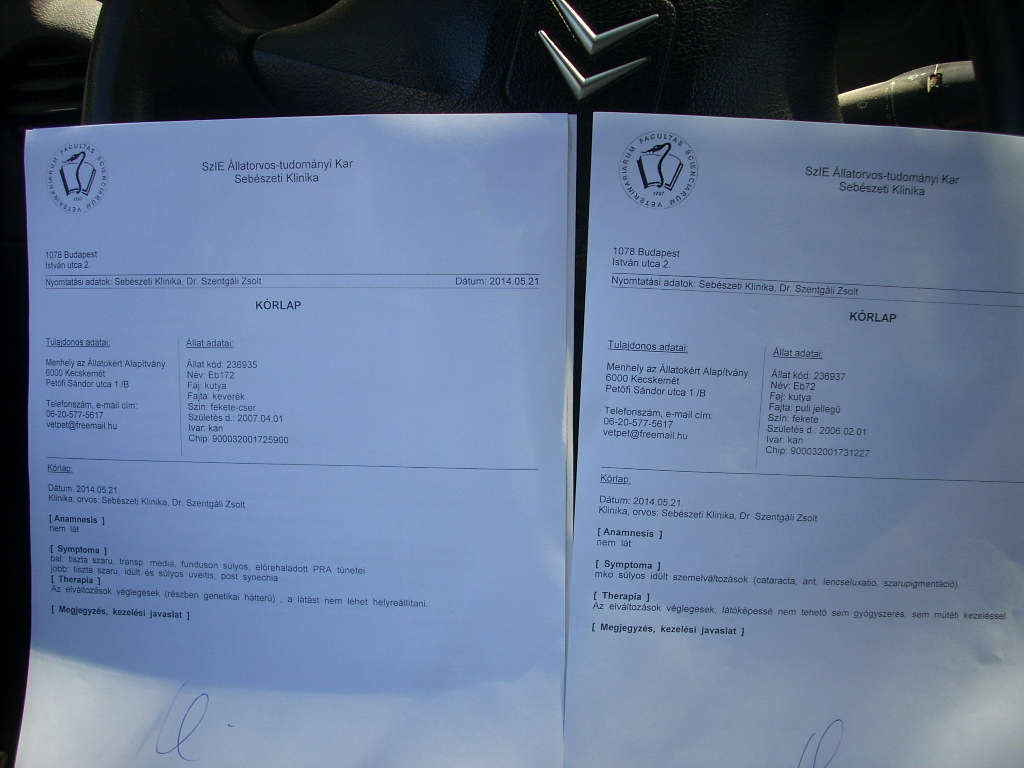 FACULTAS SCIENCIARUM VETERINARIARUM
1787
SzIE Állatorvos-tudományi Kar
Sebészeti Klinika
1078 Budapest
István utca 2.
Nyomtatási adatok: Sebészeti Klinika, Dr. Szentgáli Zsolt Dátum: 2014.05.21
KÓRLAP
Tulajdonos adatai:
Menhely az Állatokért Alapítvány
6000 Kecskemét
Petőfi Sándor utca 1 /B
Telefonszám, e-mail cím:
06-20-577-5617
vetpet@freemail.hu
Állat adatai:
Állat kód: 236935
Név: Eb172
Faj: kutya
Fajta: keverék
Szín: fekete-cser
Születés d.: 2007.04.01
Ivar: kan
Chip: 900032001725900
Kórlap:
Dátum: 2014.05.21.
Klinika, orvos: Sebészeti Klinika, Dr. Szentgáli Zsolt
[ Anamnesis ]
nem lát
[ Symptoma ]
bal: tiszta szaru, transp. media, funduson súlyos, előrehaladott PRA tünetei
jobb: tiszta szaru, idült és súlyos uveitis, post synechia
[ Therapia ]
Az elváltozások véglegesek (részben genetikai hátterű) , a látást nem lehet helyreállítani.
[ Megjegyzés, kezelési javaslat ]
FACULTAS SCIENCIARUM VETERINARIARUM
1787
SzIE Állatorvos-tudományi Kar
Sebészeti Klinika
1078 Budapest
István utca 2.
Nyomtatási adatok: Sebészeti Klinika, Dr. Szentgáli Zsolt
KÓRLAP
Tulajdonos adatai:
Menhely az Állatokért Alapítvány
6000 Kecskemét
Petőfi Sándor utca 1 /B
Telefonszám, e-mail cím:
06-20-577-5617
vetpet@freemail.hu
Állat adatai:
Állat kód: 236937
Név: Eb72
Faj: kutya
Fajta: puli jellegű
Szín: fekete
Születés d.: 2006.02.01
Ivar: kan
Chip: 900032001731227
Kórlap:
Dátum: 2014.05.21.
Klinika, orvos: Sebészeti Klinika, Dr. Szentgáli Zsolt
[ Anamnesis ]
nem lát
[ Symptoma ]
mko súlyos idült szemelváltozások (cataracta, ant. lencseluxatio, szarupigmentáció)
[ Therapia ]
Az elváltozások véglegesek, látóképessé nem tehető sem gyógyszeres, sem műtéti kezeléssel
[ Megjegyzés, kezelési javaslat ]